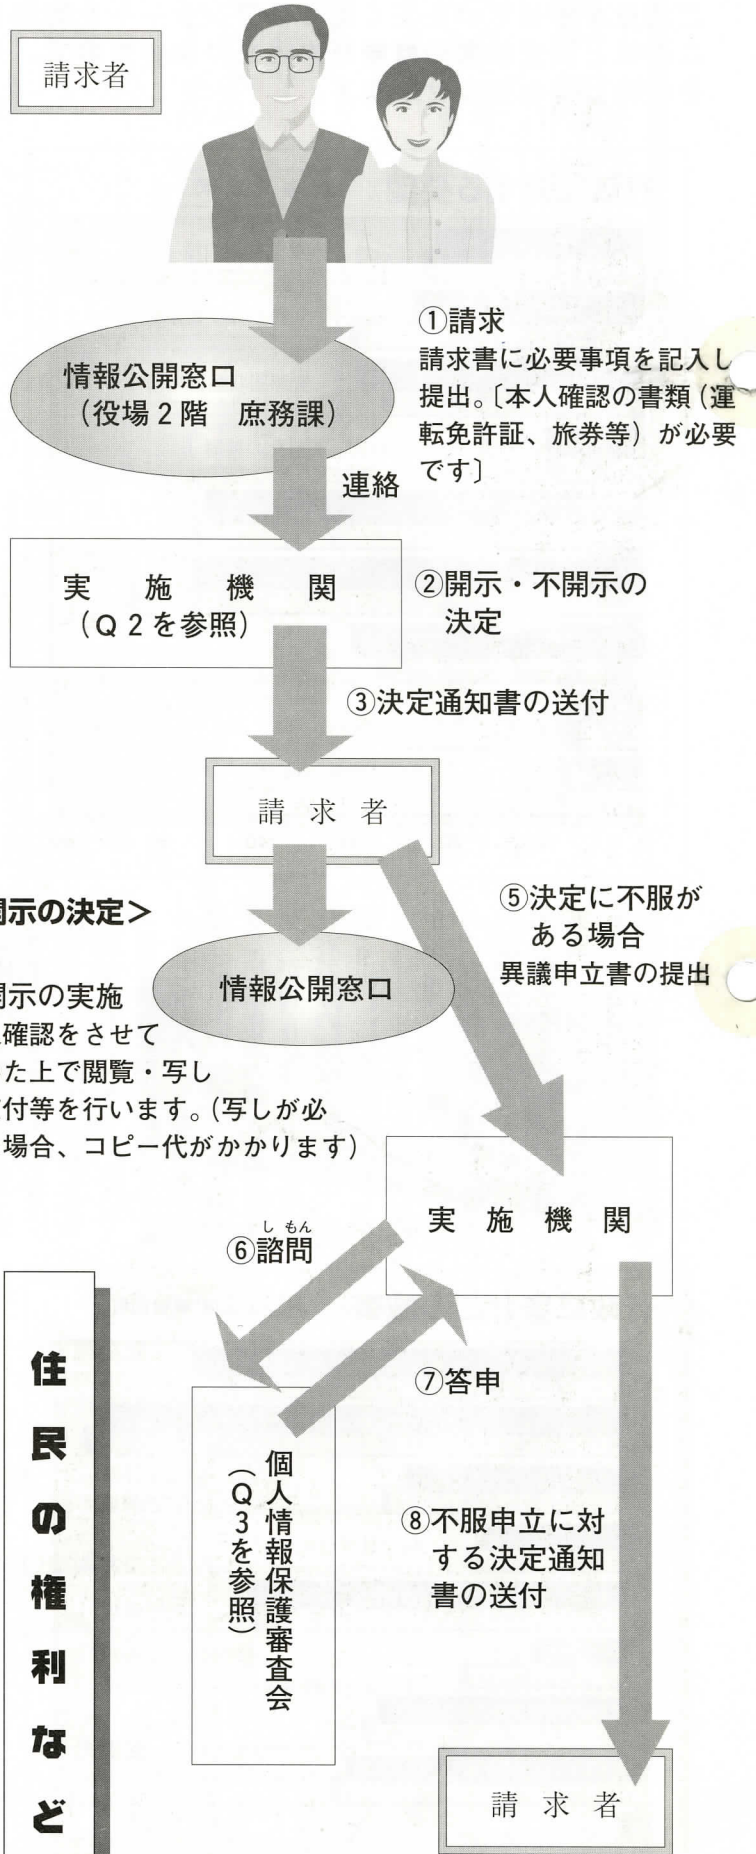 請求者
①請求
請求書に必要事項を記入し
提出。〔本人確認の書類（運
転免許証、旅券等）が必要
です〕
情報公開窓口
（役場２階　庶務課）
連絡
実施機関
（Ｑ２を参照）
②開示・不開示の
決定
③決定通知書の送付
請求者
示の決定＞
示の実施
確認をさせて
た上で閲覧・写し
付等を行います。（写しが必
場合、コピー代がかかります）
情報公開窓口
⑤決定に不服が
ある場合
異議申立書の提出
実施機関
しもん
⑥諮問
⑦答申
個人情報保護審査会
（Ｑ３を参照）
⑧不服申立に対
する決定通知
書の送付
請求者
住民の権利など